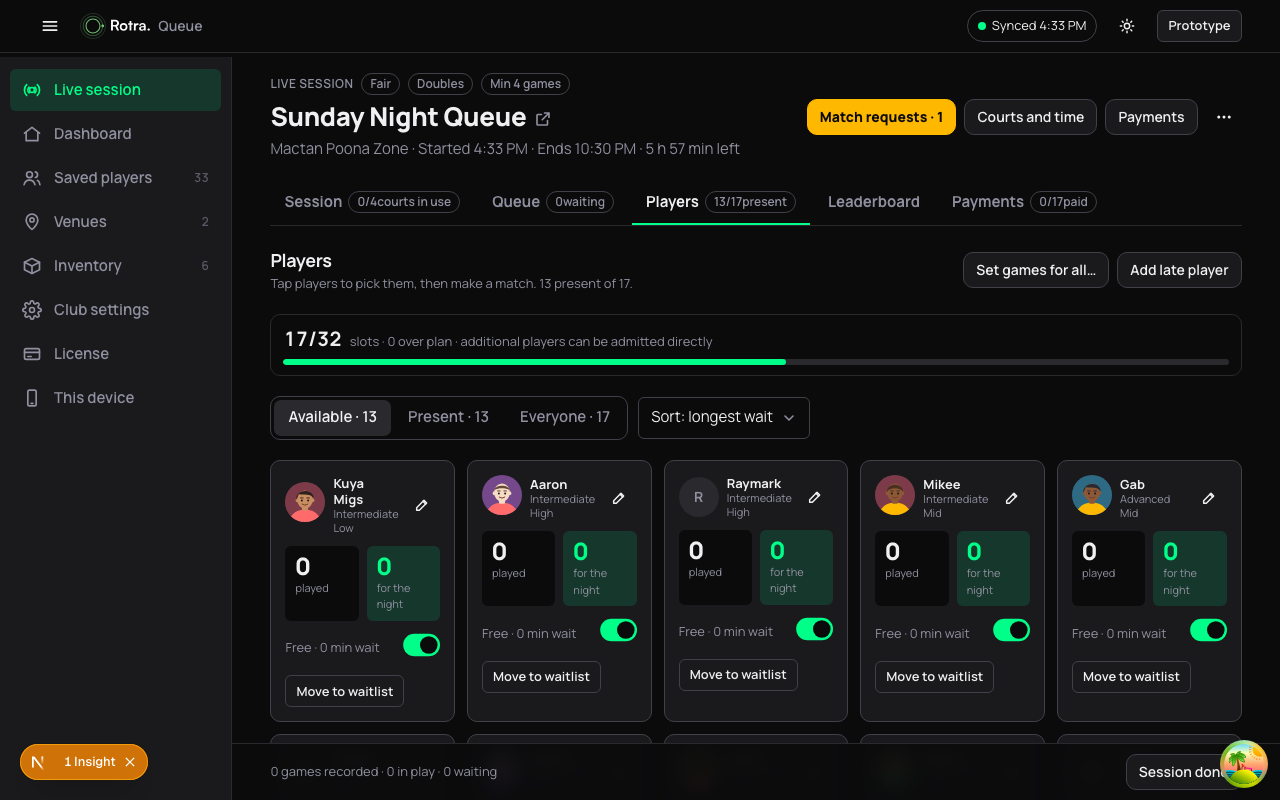 Rotra. Queue
Synced 4:33 PM
Prototype
Live session
Dashboard
Saved players 33
Venues 2
Inventory 6
Club settings
License
This device
1 Insight
LIVE SESSION Fair Doubles Min 4 games
Sunday Night Queue
Mactan Poona Zone · Started 4:33 PM · Ends 10:30 PM · 5 h 57 min left
Match requests · 1
Courts and time
Payments
Session 0/4courts in use
Queue 0waiting
Players 13/17present
Leaderboard
Payments 0/17paid
Players
Tap players to pick them, then make a match. 13 present of 17.
Set games for all...
Add late player
17/32 slots · 0 over plan · additional players can be admitted directly
Available · 13
Present · 13
Everyone · 17
Sort: longest wait
Kuya
Migs
Intermediate
Low
0
played
0
for the
night
Free · 0 min wait
Move to waitlist
Aaron
Intermediate
High
0
played
0
for the
night
Free · 0 min wait
Move to waitlist
R
Raymark
Intermediate
High
0
played
0
for the
night
Free · 0 min wait
Move to waitlist
Mikee
Intermediate
Mid
0
played
0
for the
night
Free · 0 min wait
Move to waitlist
Gab
Advanced
Mid
0
played
0
for the
night
Free · 0 min wait
Move to waitlist
0 games recorded · 0 in play · 0 waiting
Session